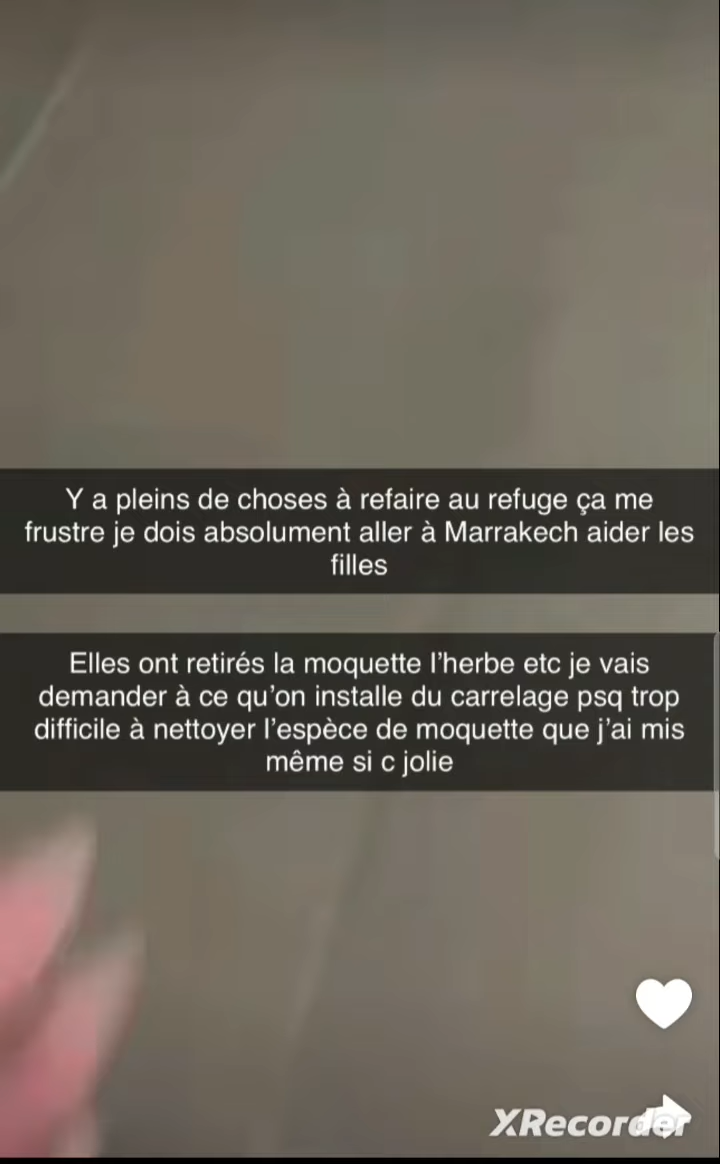 Y a pleins de choses à refaire au refuge ça me
frustre je dois absolument aller à Marrakech aider les
filles
Elles ont retirés la moquette l’herbe etc je vais
demander à ce qu’on installe du carrelage psq trop
difficile à nettoyer l’espèce de moquette que j’ai mis
même si c jolie
XRecorder